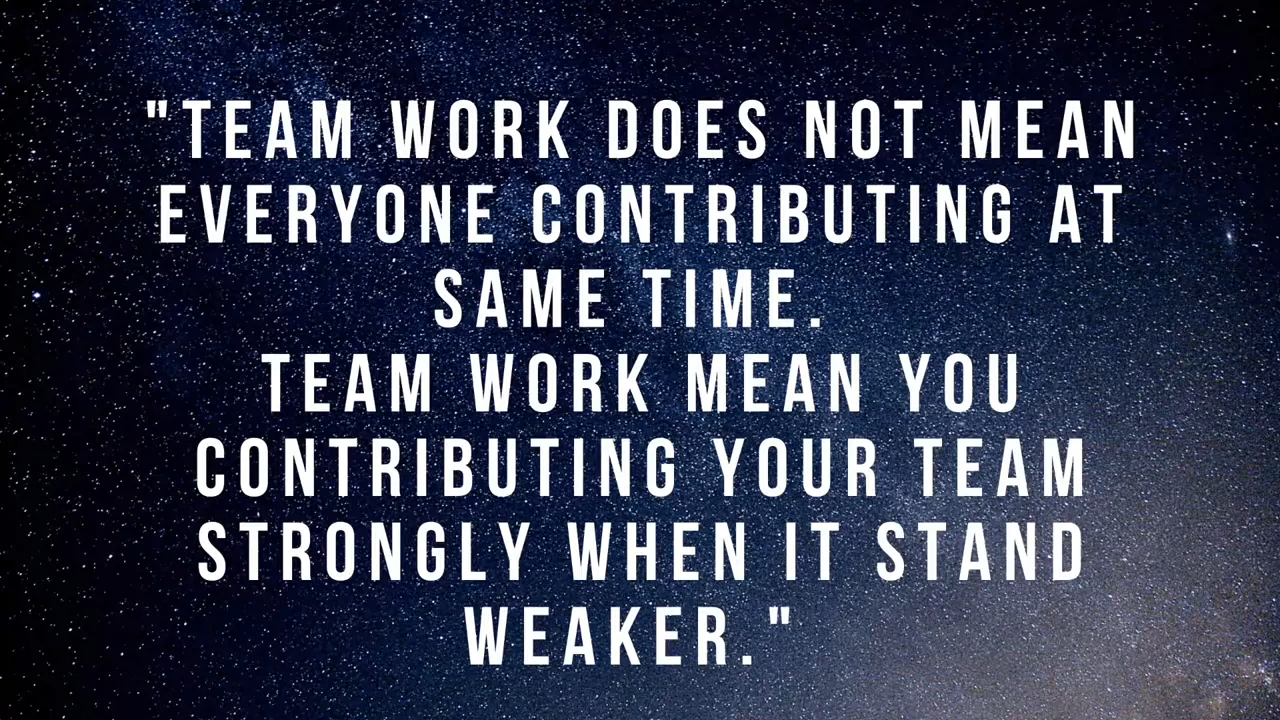 "TEAM WORK DOES NOT MEAN
EVERYONE CONTRIBUTING AT
SAME TIME.
TEAM WORK MEAN YOU
CONTRIBUTING YOUR TEAM
STRONGLY WHEN IT STAND
WEAKER."